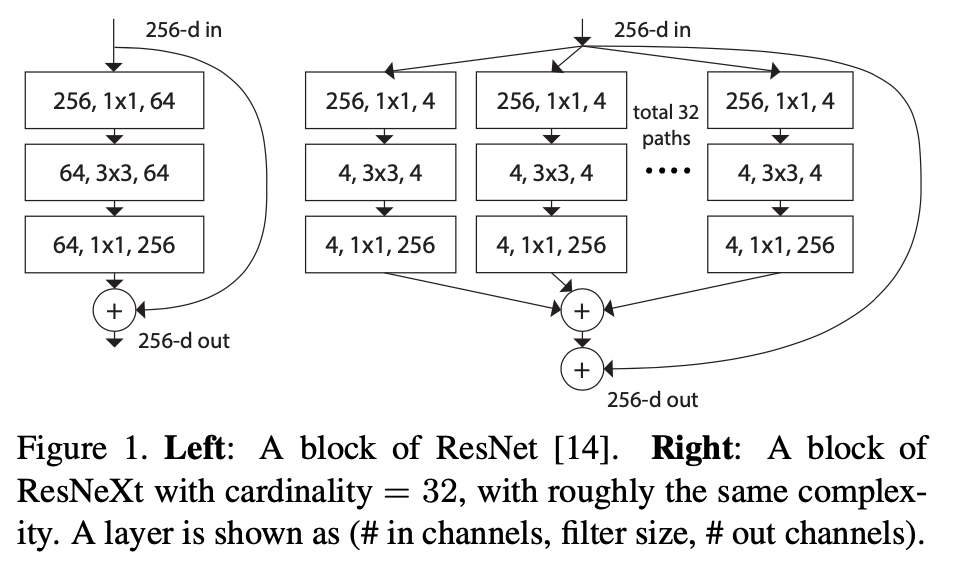 256-d in
256, 1x1, 64
64, 3x3, 64
64, 1x1, 256
+
256-d out
256-d in
256, 1x1, 4
256, 1x1, 4
total 32
paths
256, 1x1, 4
4, 3x3, 4
4, 3x3, 4
....
4, 3x3, 4
4, 1x1, 256
4, 1x1, 256
4, 1x1, 256
+
+
256-d out
Figure 1. Left: A block of ResNet [14]. Right: A block of
ResNeXt with cardinality = 32, with roughly the same complex-
ity. A layer is shown as (# in channels, filter size, # out channels).